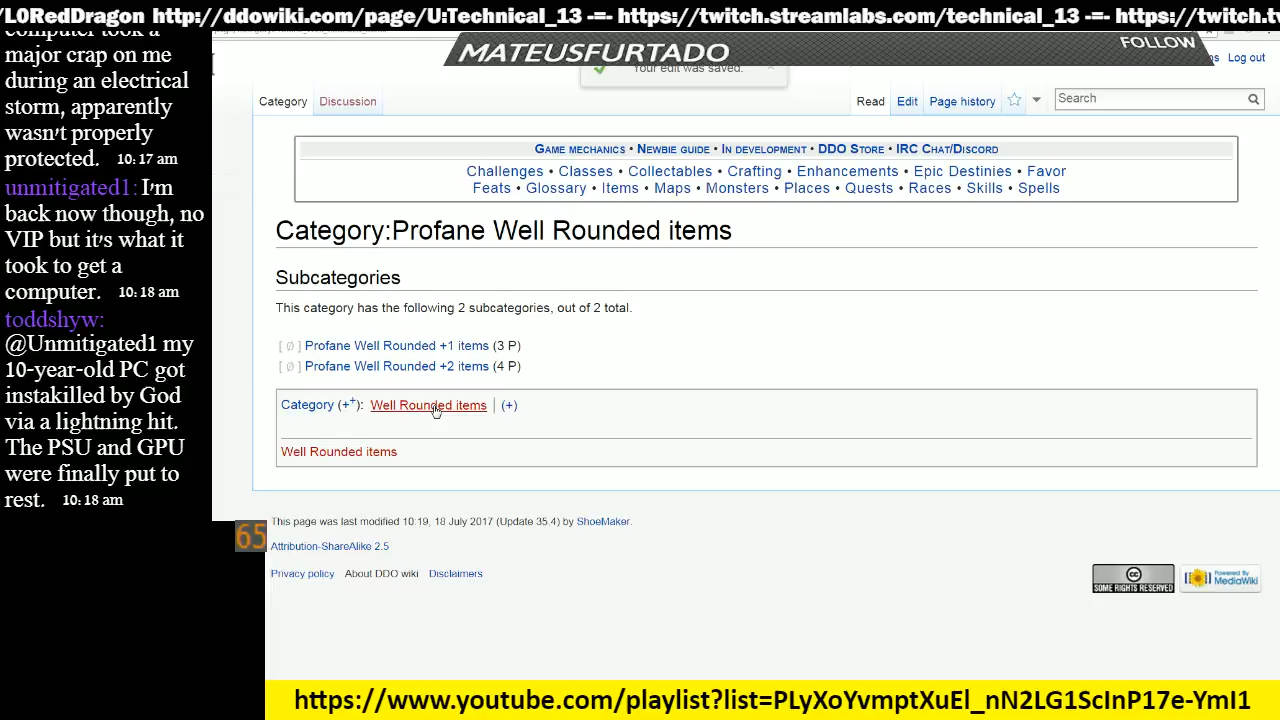 /L0RedDragon http://ddowiki.com/page/U:Technical_13 -=- https://twitch.streamlabs.com/technical_13 -=- https://twitch.t
computer took a
major crap on me
during an electrical
storm, apparently
wasn't properly
protected. 10:17 am
unmitigated1: I'm
back now though, no
VIP but it's what it
took to get a
computer. 10:18 am
toddshyw:
@Unmitigated1 my
10-year-old PC got
instakilled by God
via a lightning hit.
The PSU and GPU
were finally put to
rest. 10:18 am
MATEUSFURTADO
FOLLOW
Your edit was saved.
Log out
Category Discussion Read Edit Page history Search
Game mechanics • Newbie guide • In development • DDO Store • IRC Chat/Discord
Challenges • Classes • Collectables • Crafting • Enhancements • Epic Destinies • Favor
Feats • Glossary • Items • Maps • Monsters • Places • Quests • Races • Skills • Spells
Category:Profane Well Rounded items
Subcategories
This category has the following 2 subcategories, out of 2 total.
[ ∅ ] Profane Well Rounded +1 items (3 P)
[ ∅ ] Profane Well Rounded +2 items (4 P)
Category (++): Well Rounded items | (+)
Well Rounded items
65
This page was last modified 10:19, 18 July 2017 (Update 35.4) by ShoeMaker.
Attribution-ShareAlike 2.5
Privacy policy About DDO wiki Disclaimers
CC
SOME RIGHTS RESERVED
Powered By
MediaWiki
https://www.youtube.com/playlist?list=PLyXoYvmptXuEl_nN2LG1ScInP17e-YmI1